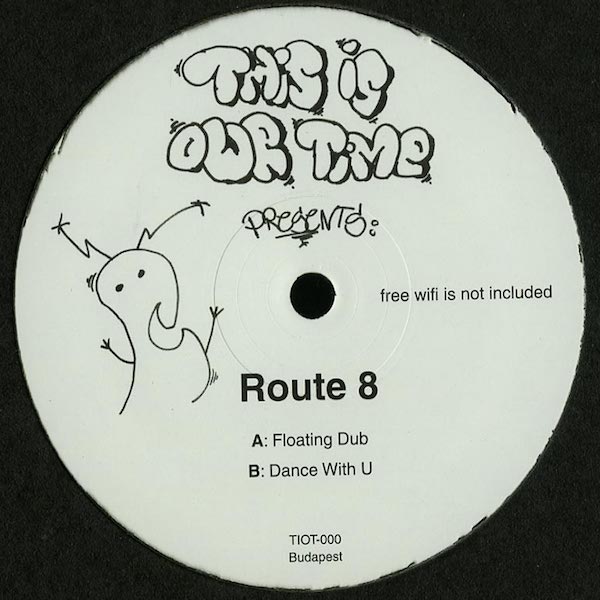 THiS iS
OUR TiME
PRESENTS:
free wifi is not included
Route 8
A: Floating Dub
B: Dance With U
TIOT-000
Budapest